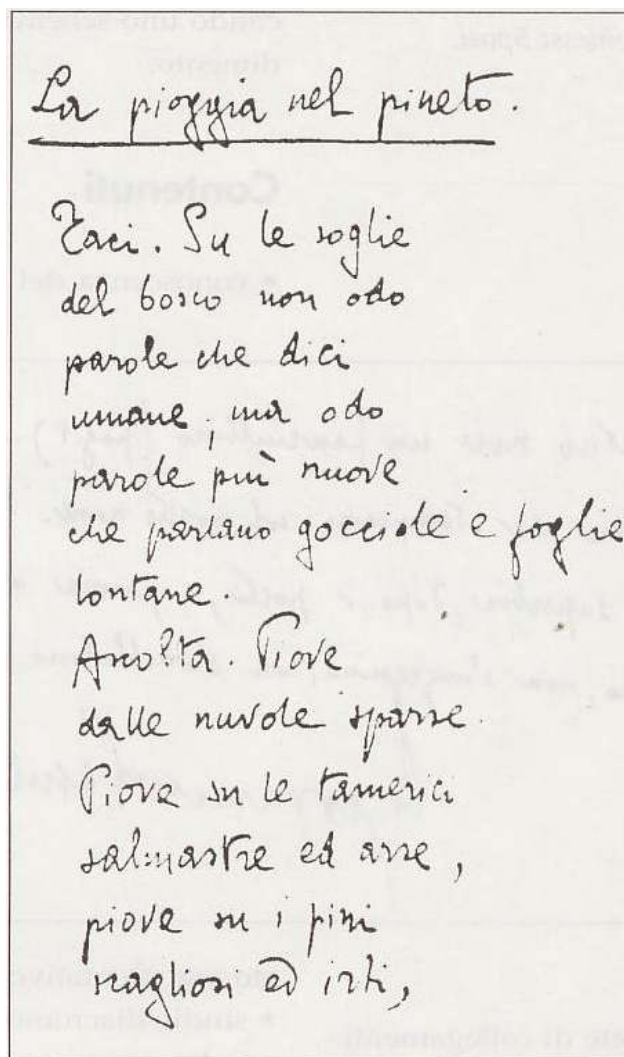 La pioggia nel pineto.
Taci. Su le soglie
del bosco non odo
parole che dici
umane, ma odo
parole più nuove
che parlano gocciole e foglie
lontane.
Ascolta. Piove
dalle nuvole sparse.
Piove su le tamerici
salmastre ed arse,
piove su i pini
scagliosi ed irti,